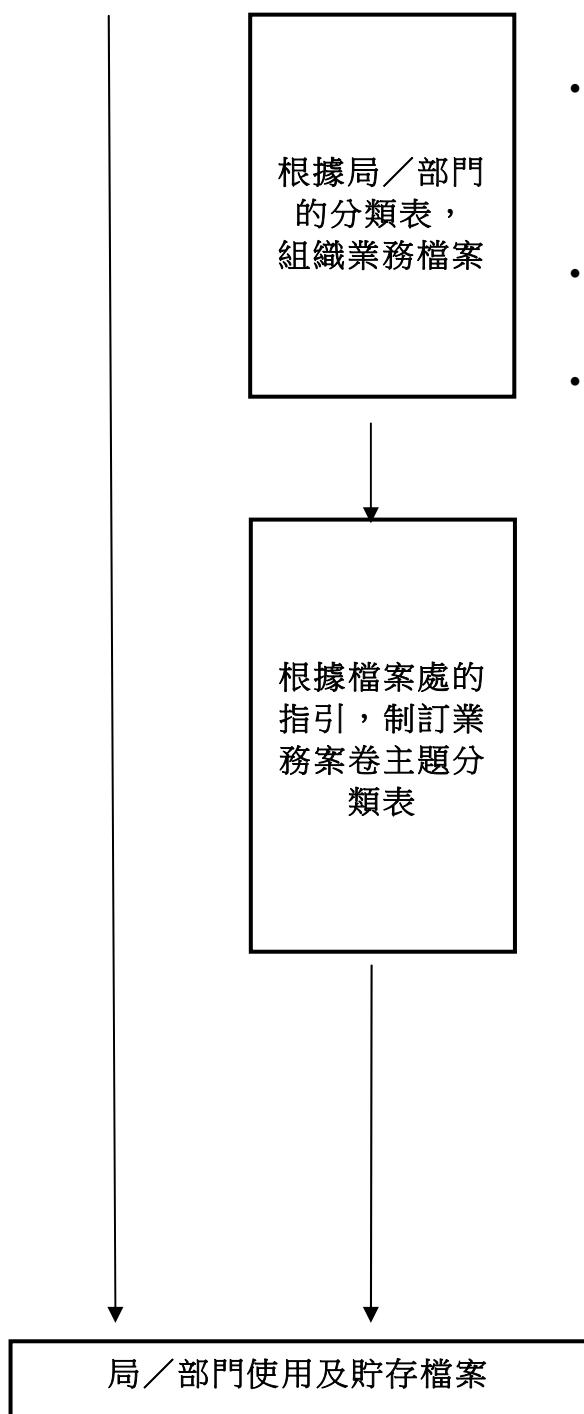 根據局／部門
的分類表，
組織業務檔案
•
•
•
根據檔案處的
指引，制訂業
務案卷主題分
類表
局／部門使用及貯存檔案